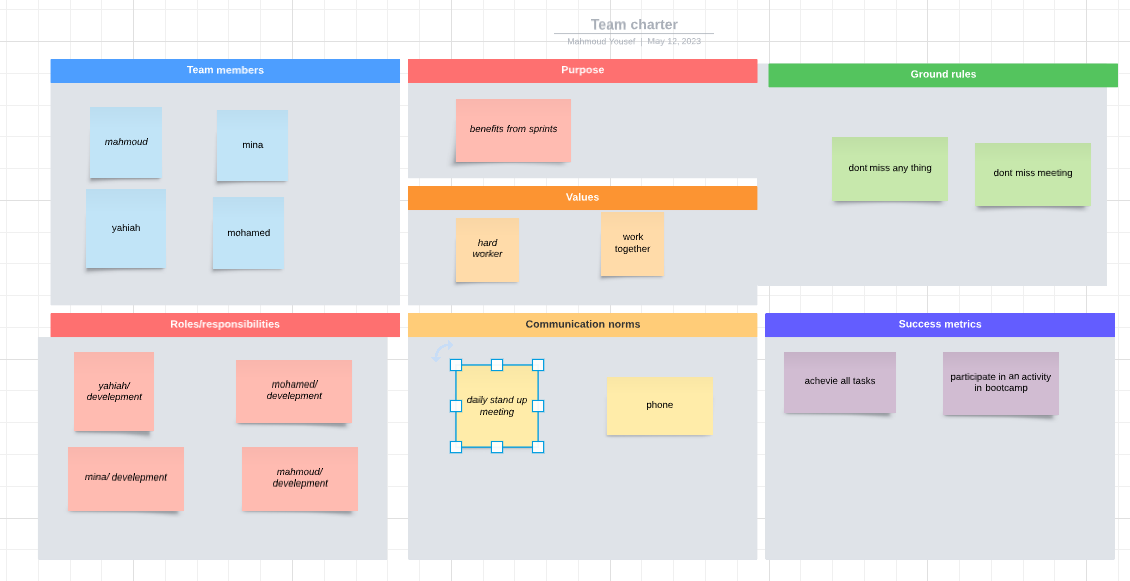 Team charter
Mahmoud Yousef | May 12, 2023
Team members
mahmoud
mina
yahiah
mohamed
Purpose
benefits from sprints
Values
hard
worker
work
together
Ground rules
dont miss any thing
dont miss meeting
Roles/responsibilities
yahiah/
develepment
mohamed/
develepment
mina/ develepment
mahmoud/
develepment
Communication norms
daily stand up
meeting
phone
Success metrics
achevie all tasks
participate in an activity
in bootcamp